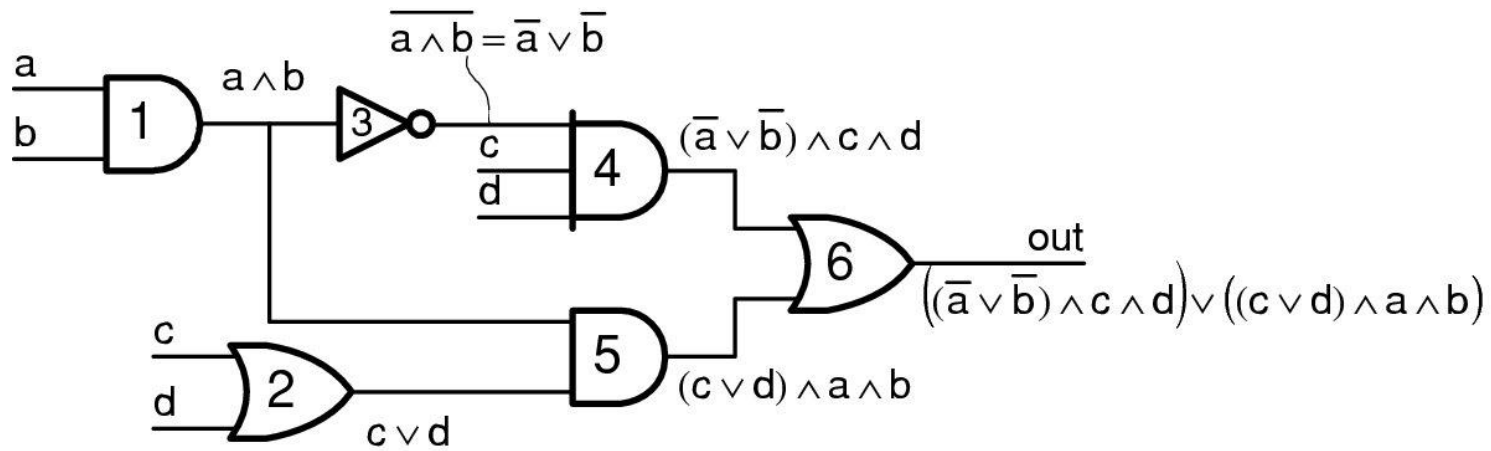 a
b
1
a ∧ b
3
a̅ ∧̅ b̅ = a̅ ∨ b̅
c
d
4
(a̅ ∨ b̅) ∧ c ∧ d
c
d
2
c ∨ d
5
(c ∨ d) ∧ a ∧ b
6
out
((a̅ ∨ b̅) ∧ c ∧ d) ∨ ((c ∨ d) ∧ a ∧ b)